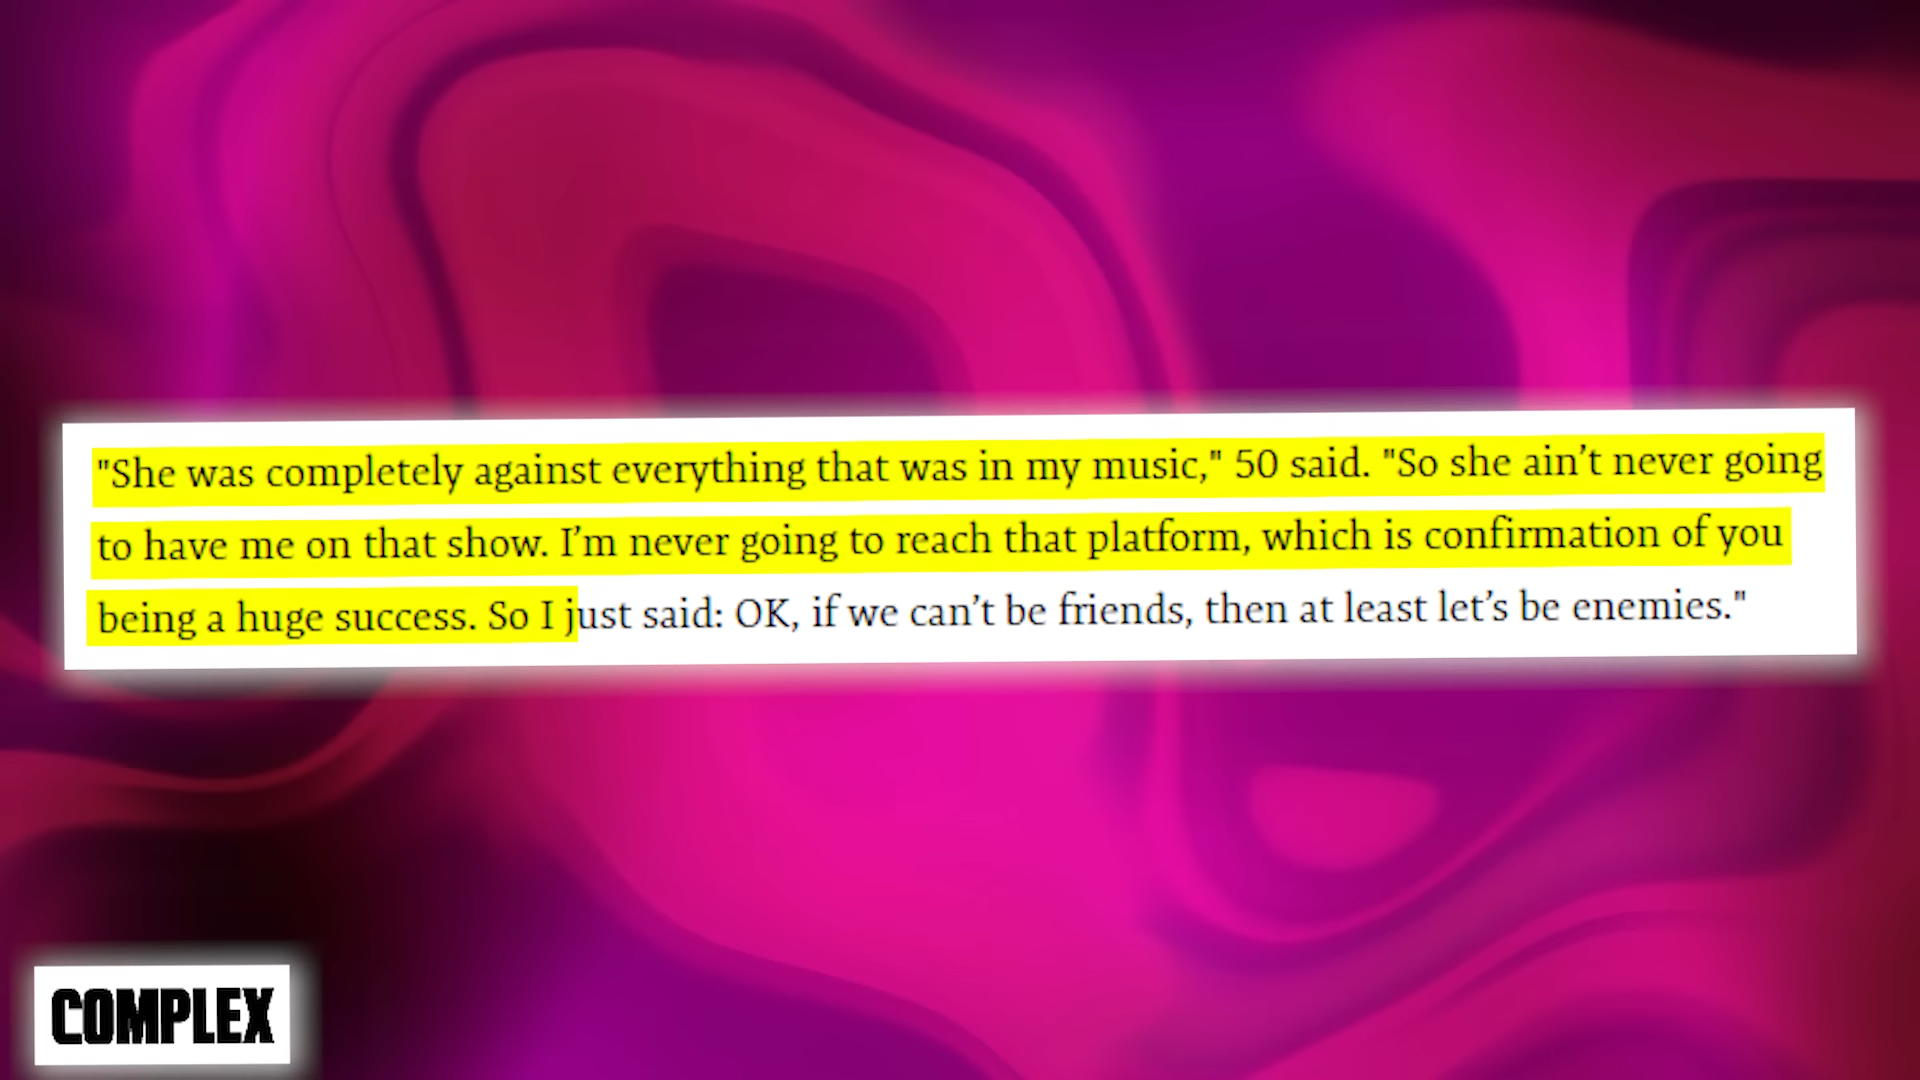 "She was completely against everything that was in my music," 50 said. "So she ain’t never going
to have me on that show. I’m never going to reach that platform, which is confirmation of you
being a huge success. So I just said: OK, if we can’t be friends, then at least let’s be enemies."
COMPLEX